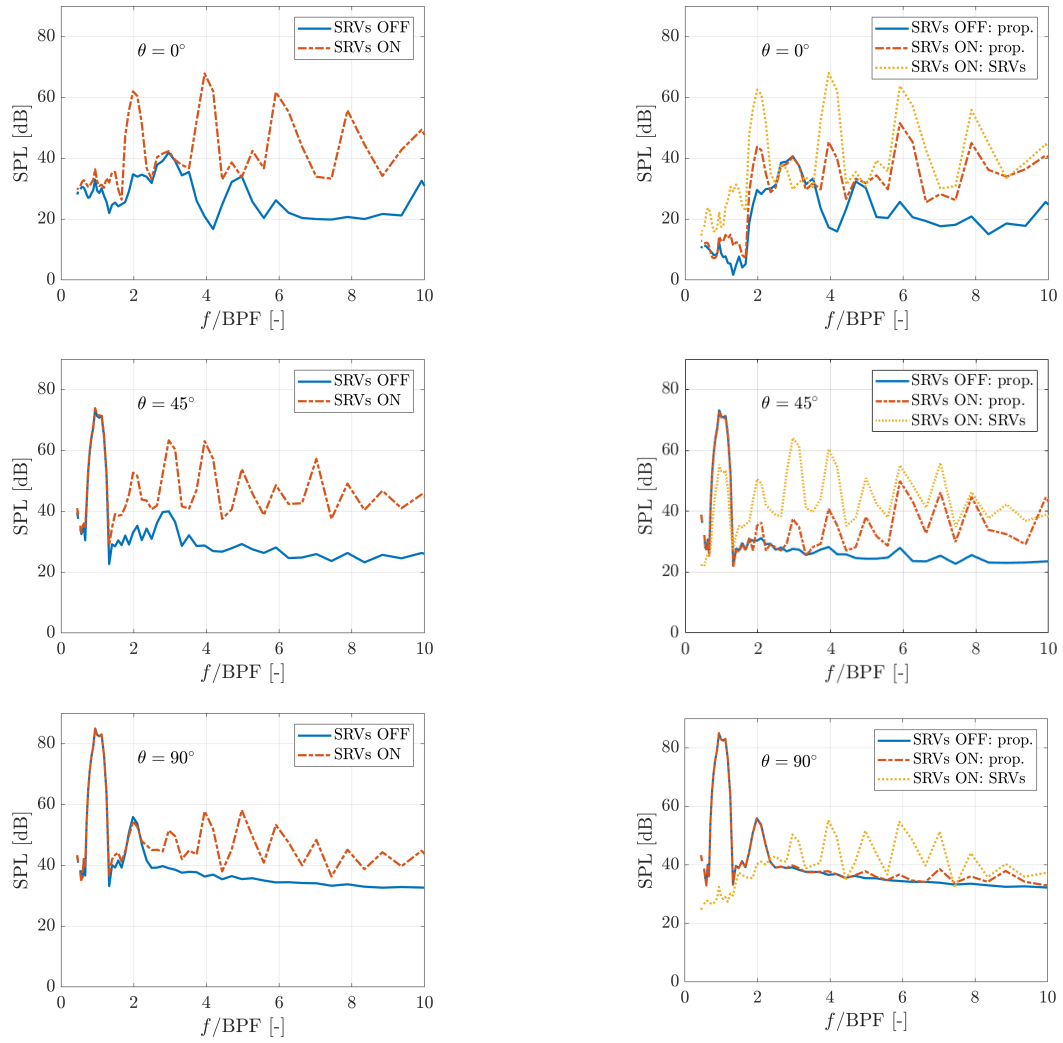 80
60
40
20
0
SPL [dB]
θ = 0°
SRVs OFF
SRVs ON
0 2 4 6 8 10
f/BPF [-]
80
60
40
20
0
SPL [dB]
θ = 0°
SRVs OFF: prop.
SRVs ON: prop.
SRVs ON: SRVs
0 2 4 6 8 10
f/BPF [-]
80
60
40
20
0
SPL [dB]
θ = 45°
SRVs OFF
SRVs ON
0 2 4 6 8 10
f/BPF [-]
80
60
40
20
0
SPL [dB]
θ = 45°
SRVs OFF: prop.
SRVs ON: prop.
SRVs ON: SRVs
0 2 4 6 8 10
f/BPF [-]
80
60
40
20
0
SPL [dB]
θ = 90°
SRVs OFF
SRVs ON
0 2 4 6 8 10
f/BPF [-]
80
60
40
20
0
SPL [dB]
θ = 90°
SRVs OFF: prop.
SRVs ON: prop.
SRVs ON: SRVs
0 2 4 6 8 10
f/BPF [-]